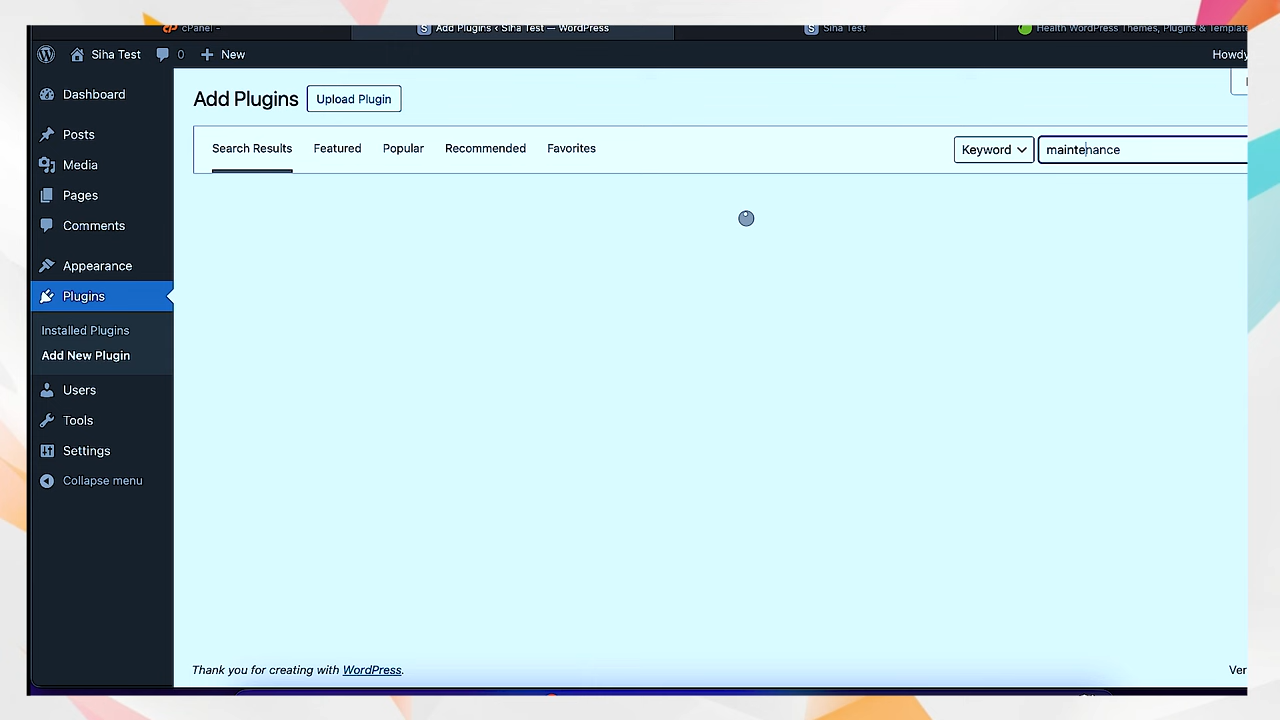 cPanel -
S Add Plugins ‹ Siha Test — WordPress
S Siha Test
Health WordPress Themes, Plugins & Template
Siha Test 0 + New
Howdy
Dashboard
Posts
Media
Pages
Comments
Appearance
Plugins
Installed Plugins
Add New Plugin
Users
Tools
Settings
Collapse menu
Add Plugins Upload Plugin
Search Results Featured Popular Recommended Favorites
Keyword maintenance
Thank you for creating with WordPress.
Ver